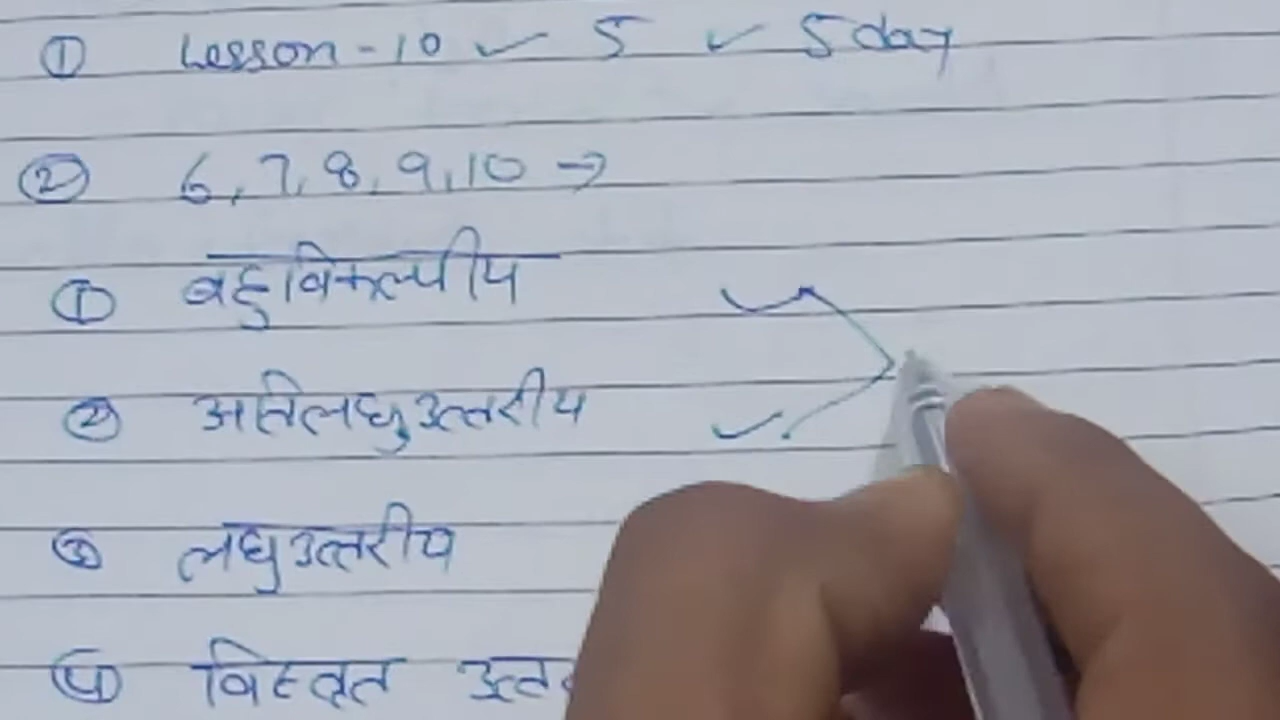 ① Lesson - 10 ✓ 5 ✓ 5 day
② 6, 7, 8, 9, 10 →
① बहुविकल्पीय ✓
② अतिलघुउत्तरीय ✓
③ लघुउत्तरीय
④ विस्तृत